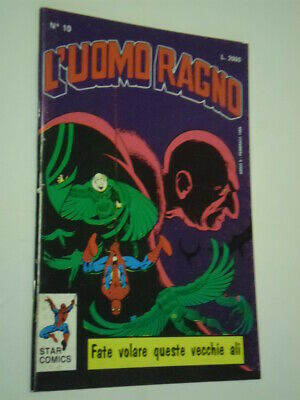 N° 10
L. 2000
L'UOMO RAGNO
STAR
COMICS
Fate volare queste vecchie ali